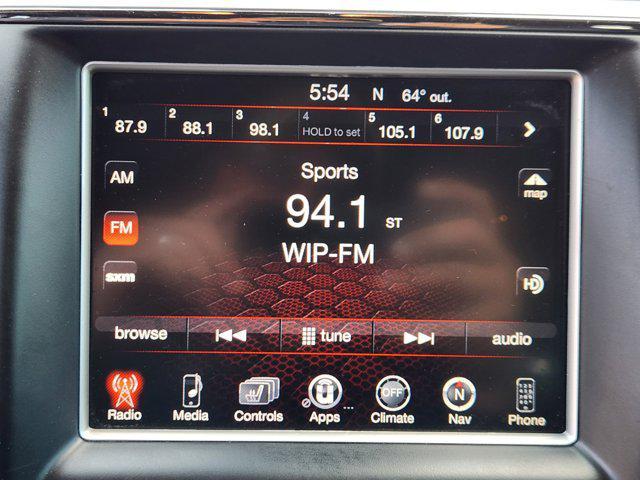 5:54 N 64° out.
1 87.9 2 88.1 3 98.1 4 HOLD to set 5 105.1 6 107.9
AM Sports map
94.1 ST
FM WIP-FM
sxm HD
browse tune audio
OFF N
Radio Media Controls Apps ... Climate Nav Phone